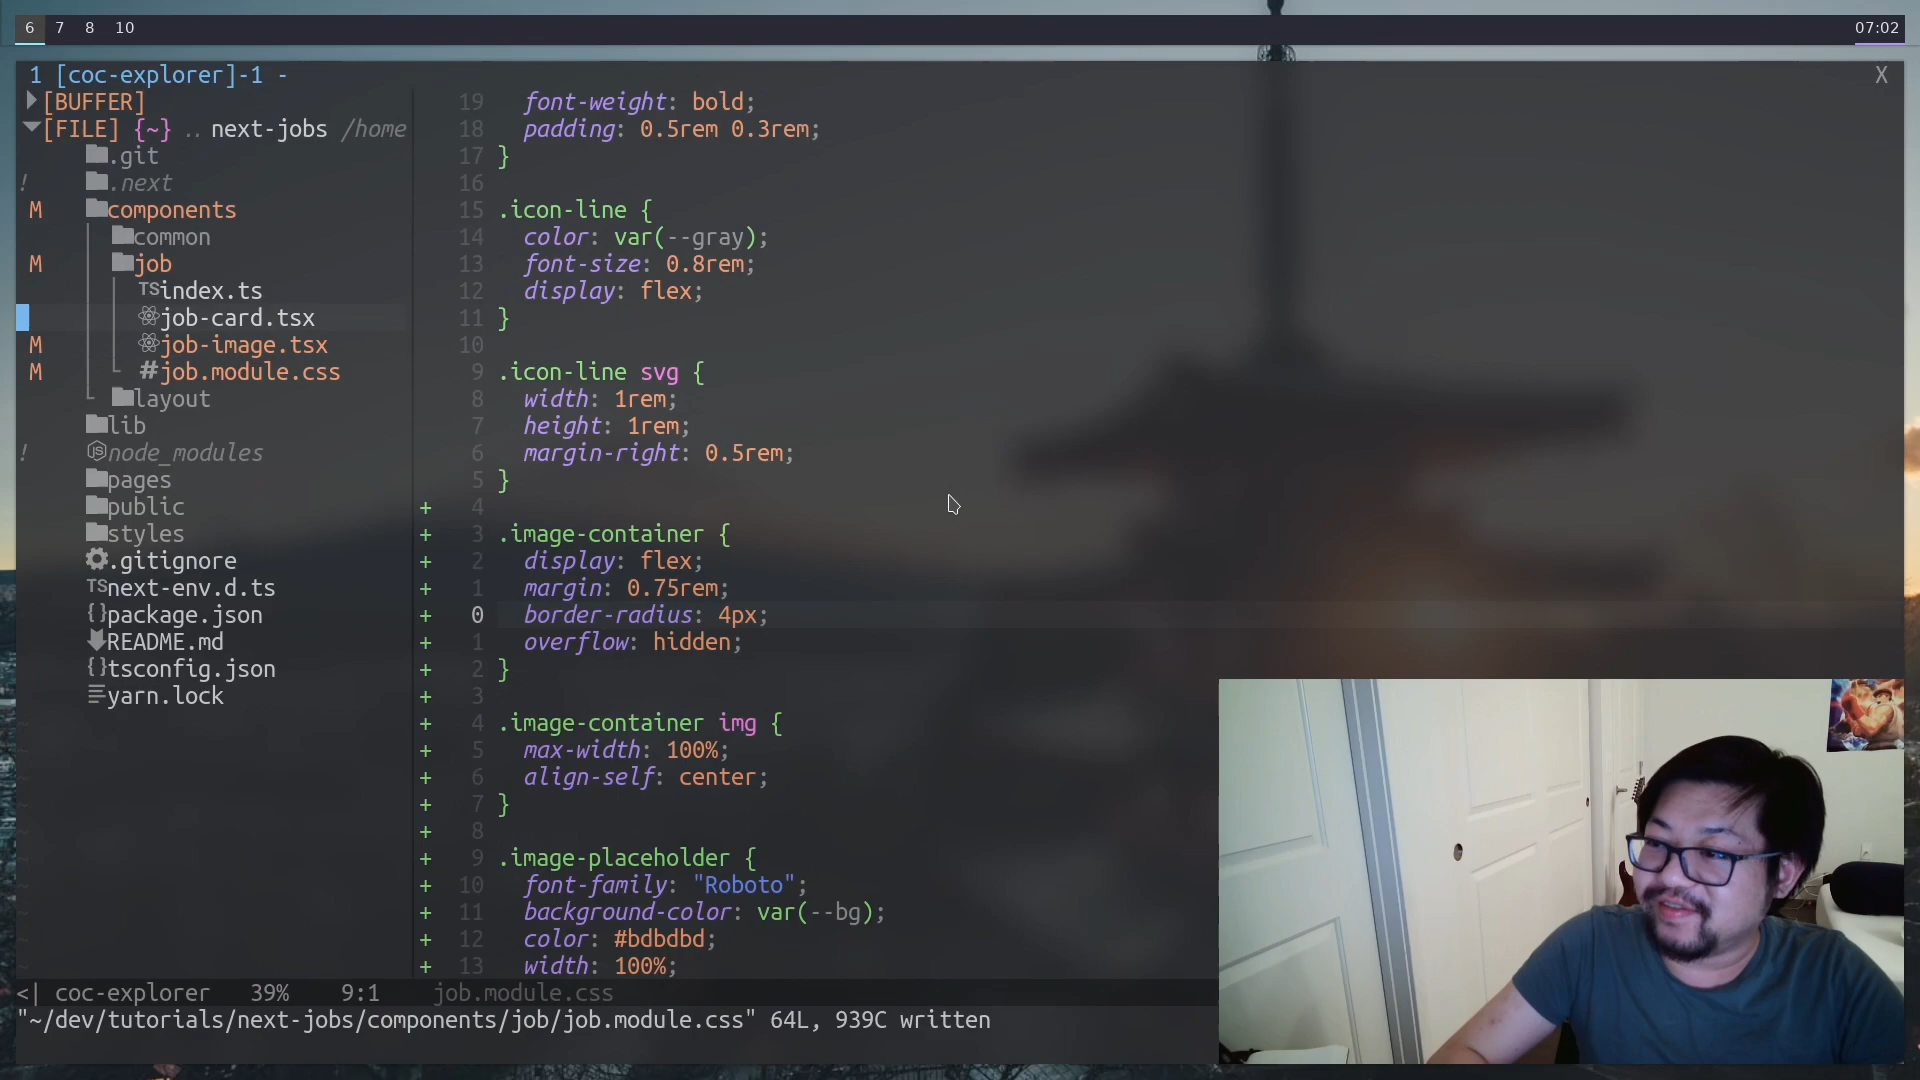 6 7 8 10 07:02
1 [coc-explorer]-1 - X
[BUFFER]
[FILE] {~} .. next-jobs /home
.git
! .next
M components
common
M job
TS index.ts
job-card.tsx
M job-image.tsx
M # job.module.css
layout
lib
! node_modules
pages
public
styles
.gitignore
TS next-env.d.ts
{} package.json
README.md
{} tsconfig.json
yarn.lock
19 font-weight: bold;
18 padding: 0.5rem 0.3rem;
17 }
16
15 .icon-line {
14 color: var(--gray);
13 font-size: 0.8rem;
12 display: flex;
11 }
10
9 .icon-line svg {
8 width: 1rem;
7 height: 1rem;
6 margin-right: 0.5rem;
5 }
+ 4
+ 3 .image-container {
+ 2 display: flex;
+ 1 margin: 0.75rem;
+ 0 border-radius: 4px;
+ 1 overflow: hidden;
+ 2 }
+ 3
+ 4 .image-container img {
+ 5 max-width: 100%;
+ 6 align-self: center;
+ 7 }
+ 8
+ 9 .image-placeholder {
+ 10 font-family: "Roboto";
+ 11 background-color: var(--bg);
+ 12 color: #bdbdbd;
+ 13 width: 100%;
<| coc-explorer 39% 9:1 job.module.css
"~/dev/tutorials/next-jobs/components/job/job.module.css" 64L, 939C written